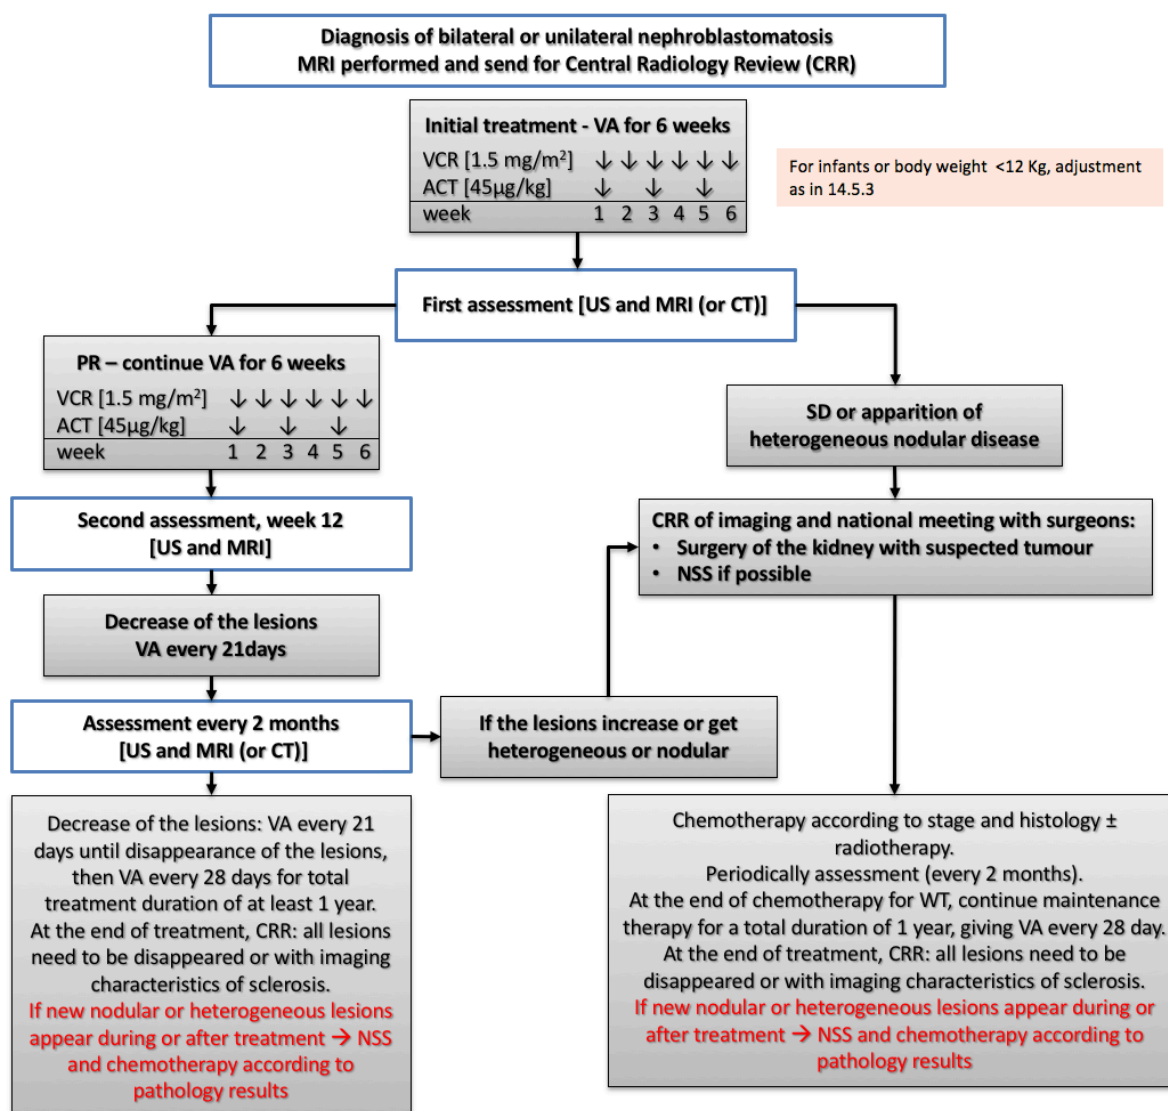 Diagnosis of bilateral or unilateral nephroblastomatosis
MRI performed and send for Central Radiology Review (CRR)
Initial treatment - VA for 6 weeks
VCR [1.5 mg/m²] ↓ ↓ ↓ ↓ ↓ ↓
ACT [45µg/kg] ↓ ↓ ↓
week 1 2 3 4 5 6
For infants or body weight <12 Kg, adjustment
as in 14.5.3
First assessment [US and MRI (or CT)]
PR – continue VA for 6 weeks
VCR [1.5 mg/m²] ↓ ↓ ↓ ↓ ↓ ↓
ACT [45µg/kg] ↓ ↓ ↓
week 1 2 3 4 5 6
SD or apparition of
heterogeneous nodular disease
Second assessment, week 12
[US and MRI]
CRR of imaging and national meeting with surgeons:
• Surgery of the kidney with suspected tumour
• NSS if possible
Decrease of the lesions
VA every 21days
Assessment every 2 months
[US and MRI (or CT)]
If the lesions increase or get
heterogeneous or nodular
Decrease of the lesions: VA every 21
days until disappearance of the lesions,
then VA every 28 days for total
treatment duration of at least 1 year.
At the end of treatment, CRR: all lesions
need to be disappeared or with imaging
characteristics of sclerosis.
If new nodular or heterogeneous lesions
appear during or after treatment → NSS
and chemotherapy according to
pathology results
Chemotherapy according to stage and histology ±
radiotherapy.
Periodically assessment (every 2 months).
At the end of chemotherapy for WT, continue maintenance
therapy for a total duration of 1 year, giving VA every 28 day.
At the end of treatment, CRR: all lesions need to be
disappeared or with imaging characteristics of sclerosis.
If new nodular or heterogeneous lesions appear during or
after treatment → NSS and chemotherapy according to
pathology results